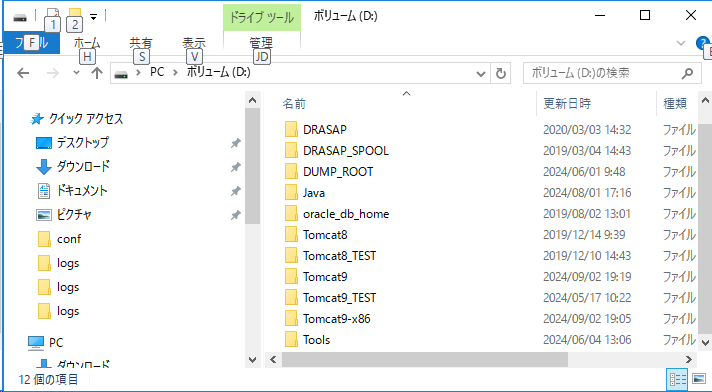 1 2 ドライブ ツール ボリューム (D:)
ファイル ホーム 共有 表示 管理
F H S V JD
PC ボリューム (D:) ボリューム (D:)の検索
名前 更新日時 種類
クイック アクセス
デスクトップ
ダウンロード
ドキュメント
ピクチャ
conf
logs
logs
logs
PC
ダウンロード
DRASAP 2020/03/03 14:32 ファイル
DRASAP_SPOOL 2019/03/04 14:43 ファイル
DUMP_ROOT 2024/06/01 9:48 ファイル
Java 2024/08/01 17:16 ファイル
oracle_db_home 2019/08/02 13:01 ファイル
Tomcat8 2019/12/14 9:39 ファイル
Tomcat8_TEST 2019/12/10 14:43 ファイル
Tomcat9 2024/09/02 19:19 ファイル
Tomcat9_TEST 2024/05/17 10:22 ファイル
Tomcat9-x86 2024/09/02 19:05 ファイル
Tools 2024/06/04 13:06 ファイル
12 個の項目